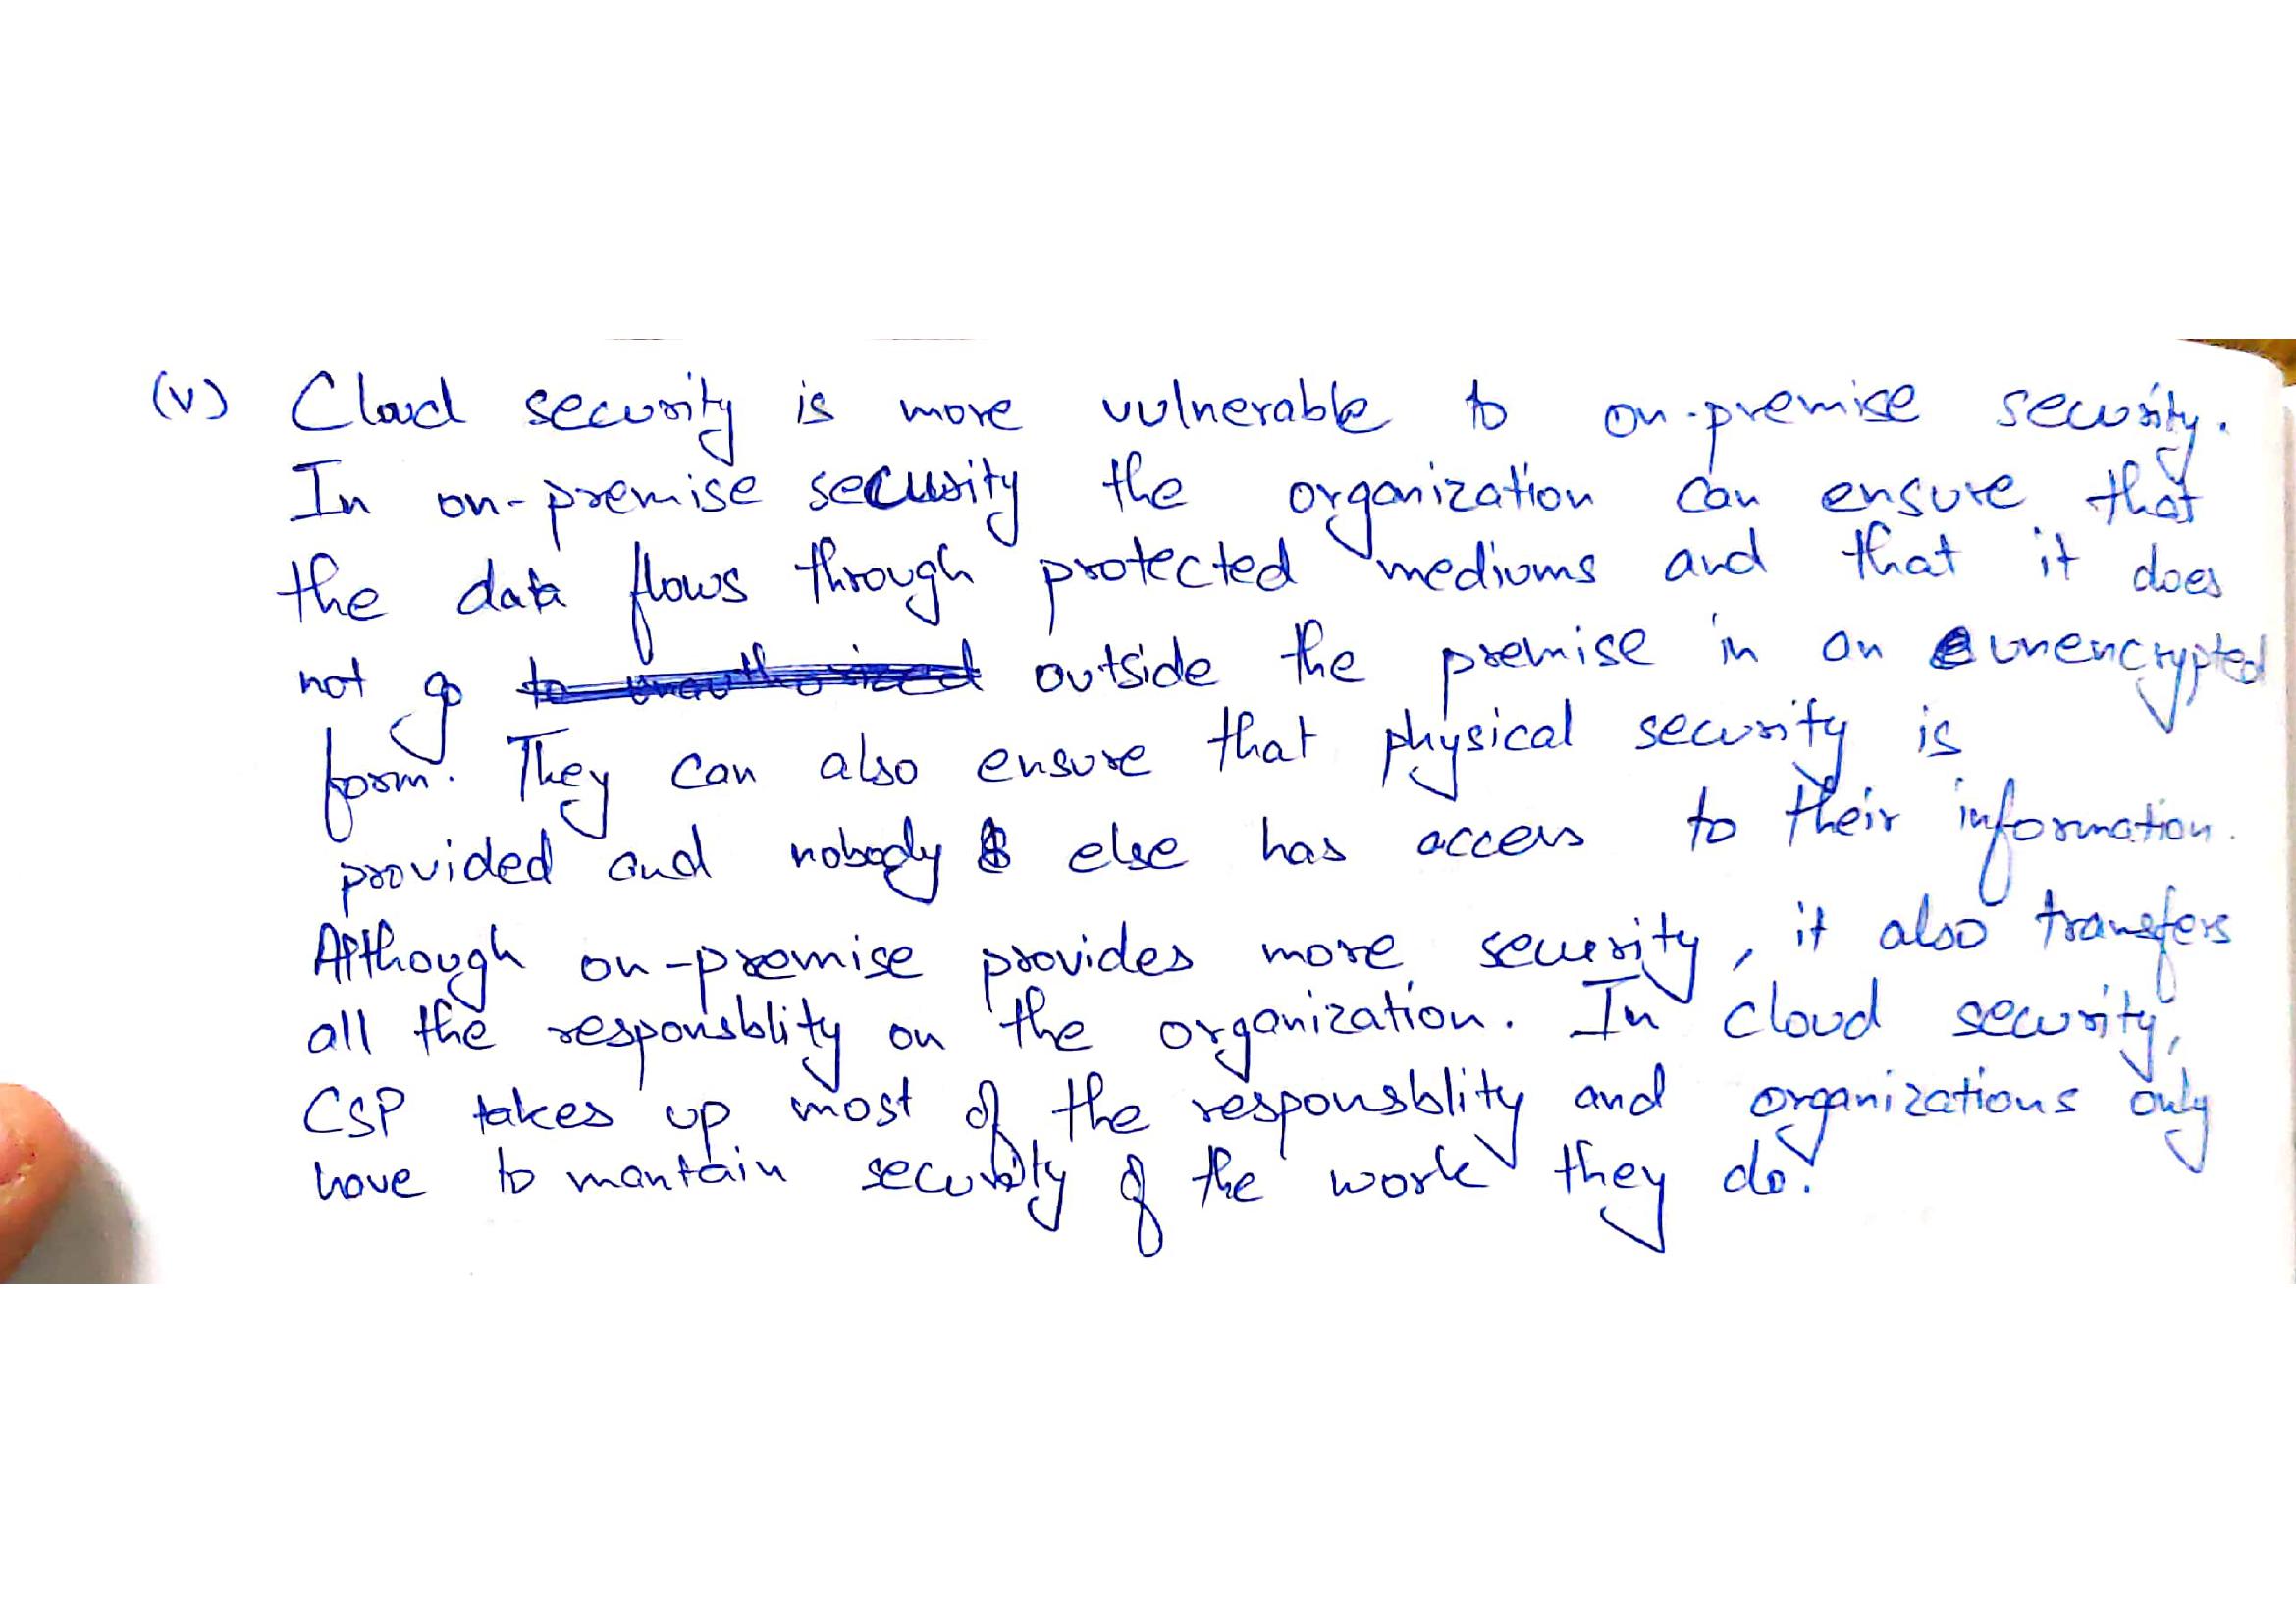 (v) Cloud security is more vulnerable to on-premise security.
In on-premise security the organization can ensure that
the data flows through protected mediums and that it does
not go to unauthorized outside the premise in an unencrypted
form. They can also ensure that physical security is
provided and nobody else has access to their information.
Although on-premise provides more security, it also transfers
all the responsblity on the organization. In cloud security,
CSP takes up most of the responsblity and organizations only
have to mantain security of the work they do.